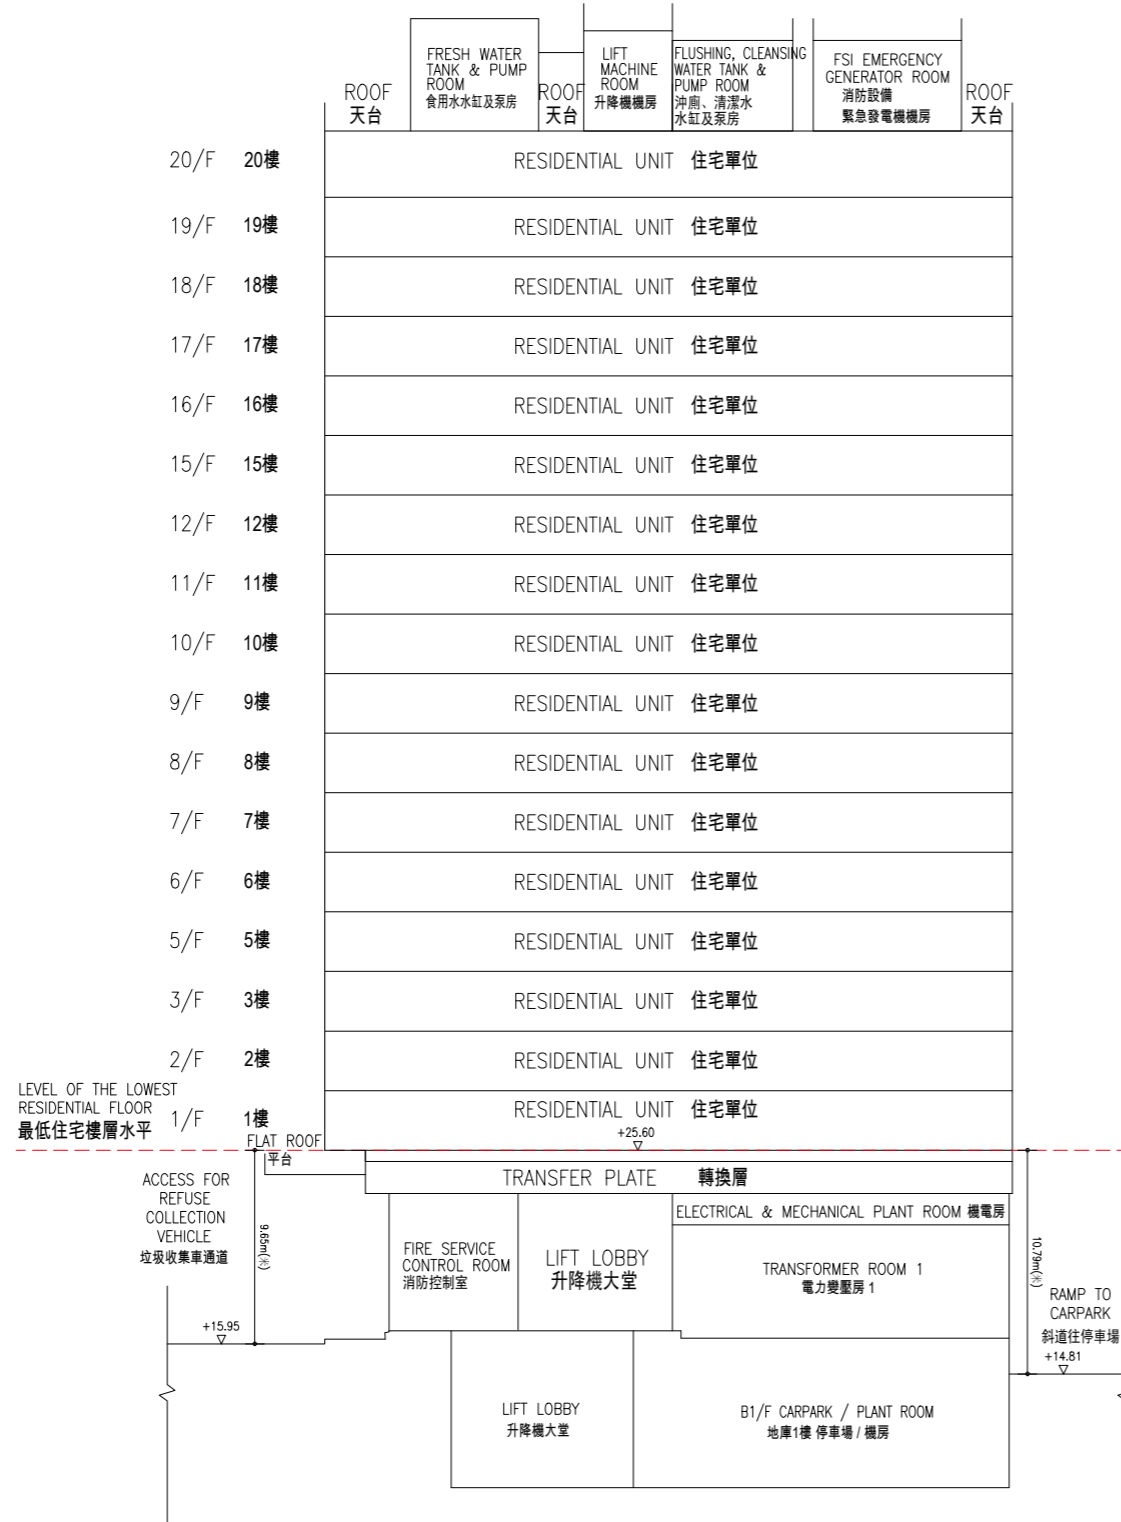 FRESH WATER
TANK & PUMP
ROOM
食用水水缸及泵房
LIFT
MACHINE
ROOM
升降機機房
FLUSHING, CLEANSING
WATER TANK &
PUMP ROOM
沖廁、清潔水
水缸及泵房
FSI EMERGENCY
GENERATOR ROOM
消防設備
緊急發電機機房
ROOF
天台
ROOF
天台
ROOF
天台
20/F 20樓 RESIDENTIAL UNIT 住宅單位
19/F 19樓 RESIDENTIAL UNIT 住宅單位
18/F 18樓 RESIDENTIAL UNIT 住宅單位
17/F 17樓 RESIDENTIAL UNIT 住宅單位
16/F 16樓 RESIDENTIAL UNIT 住宅單位
15/F 15樓 RESIDENTIAL UNIT 住宅單位
12/F 12樓 RESIDENTIAL UNIT 住宅單位
11/F 11樓 RESIDENTIAL UNIT 住宅單位
10/F 10樓 RESIDENTIAL UNIT 住宅單位
9/F 9樓 RESIDENTIAL UNIT 住宅單位
8/F 8樓 RESIDENTIAL UNIT 住宅單位
7/F 7樓 RESIDENTIAL UNIT 住宅單位
6/F 6樓 RESIDENTIAL UNIT 住宅單位
5/F 5樓 RESIDENTIAL UNIT 住宅單位
3/F 3樓 RESIDENTIAL UNIT 住宅單位
2/F 2樓 RESIDENTIAL UNIT 住宅單位
LEVEL OF THE LOWEST
RESIDENTIAL FLOOR
最低住宅樓層水平
1/F 1樓 RESIDENTIAL UNIT 住宅單位
+25.60
FLAT ROOF
平台
TRANSFER PLATE 轉換層
ACCESS FOR
REFUSE
COLLECTION
VEHICLE
垃圾收集車通道
9.65m(米)
+15.95
FIRE SERVICE
CONTROL ROOM
消防控制室
LIFT LOBBY
升降機大堂
ELECTRICAL & MECHANICAL PLANT ROOM 機電房
TRANSFORMER ROOM 1
電力變壓房 1
10.79m(米)
RAMP TO
CARPARK
斜道往停車場
+14.81
LIFT LOBBY
升降機大堂
B1/F CARPARK / PLANT ROOM
地庫1樓 停車場 / 機房